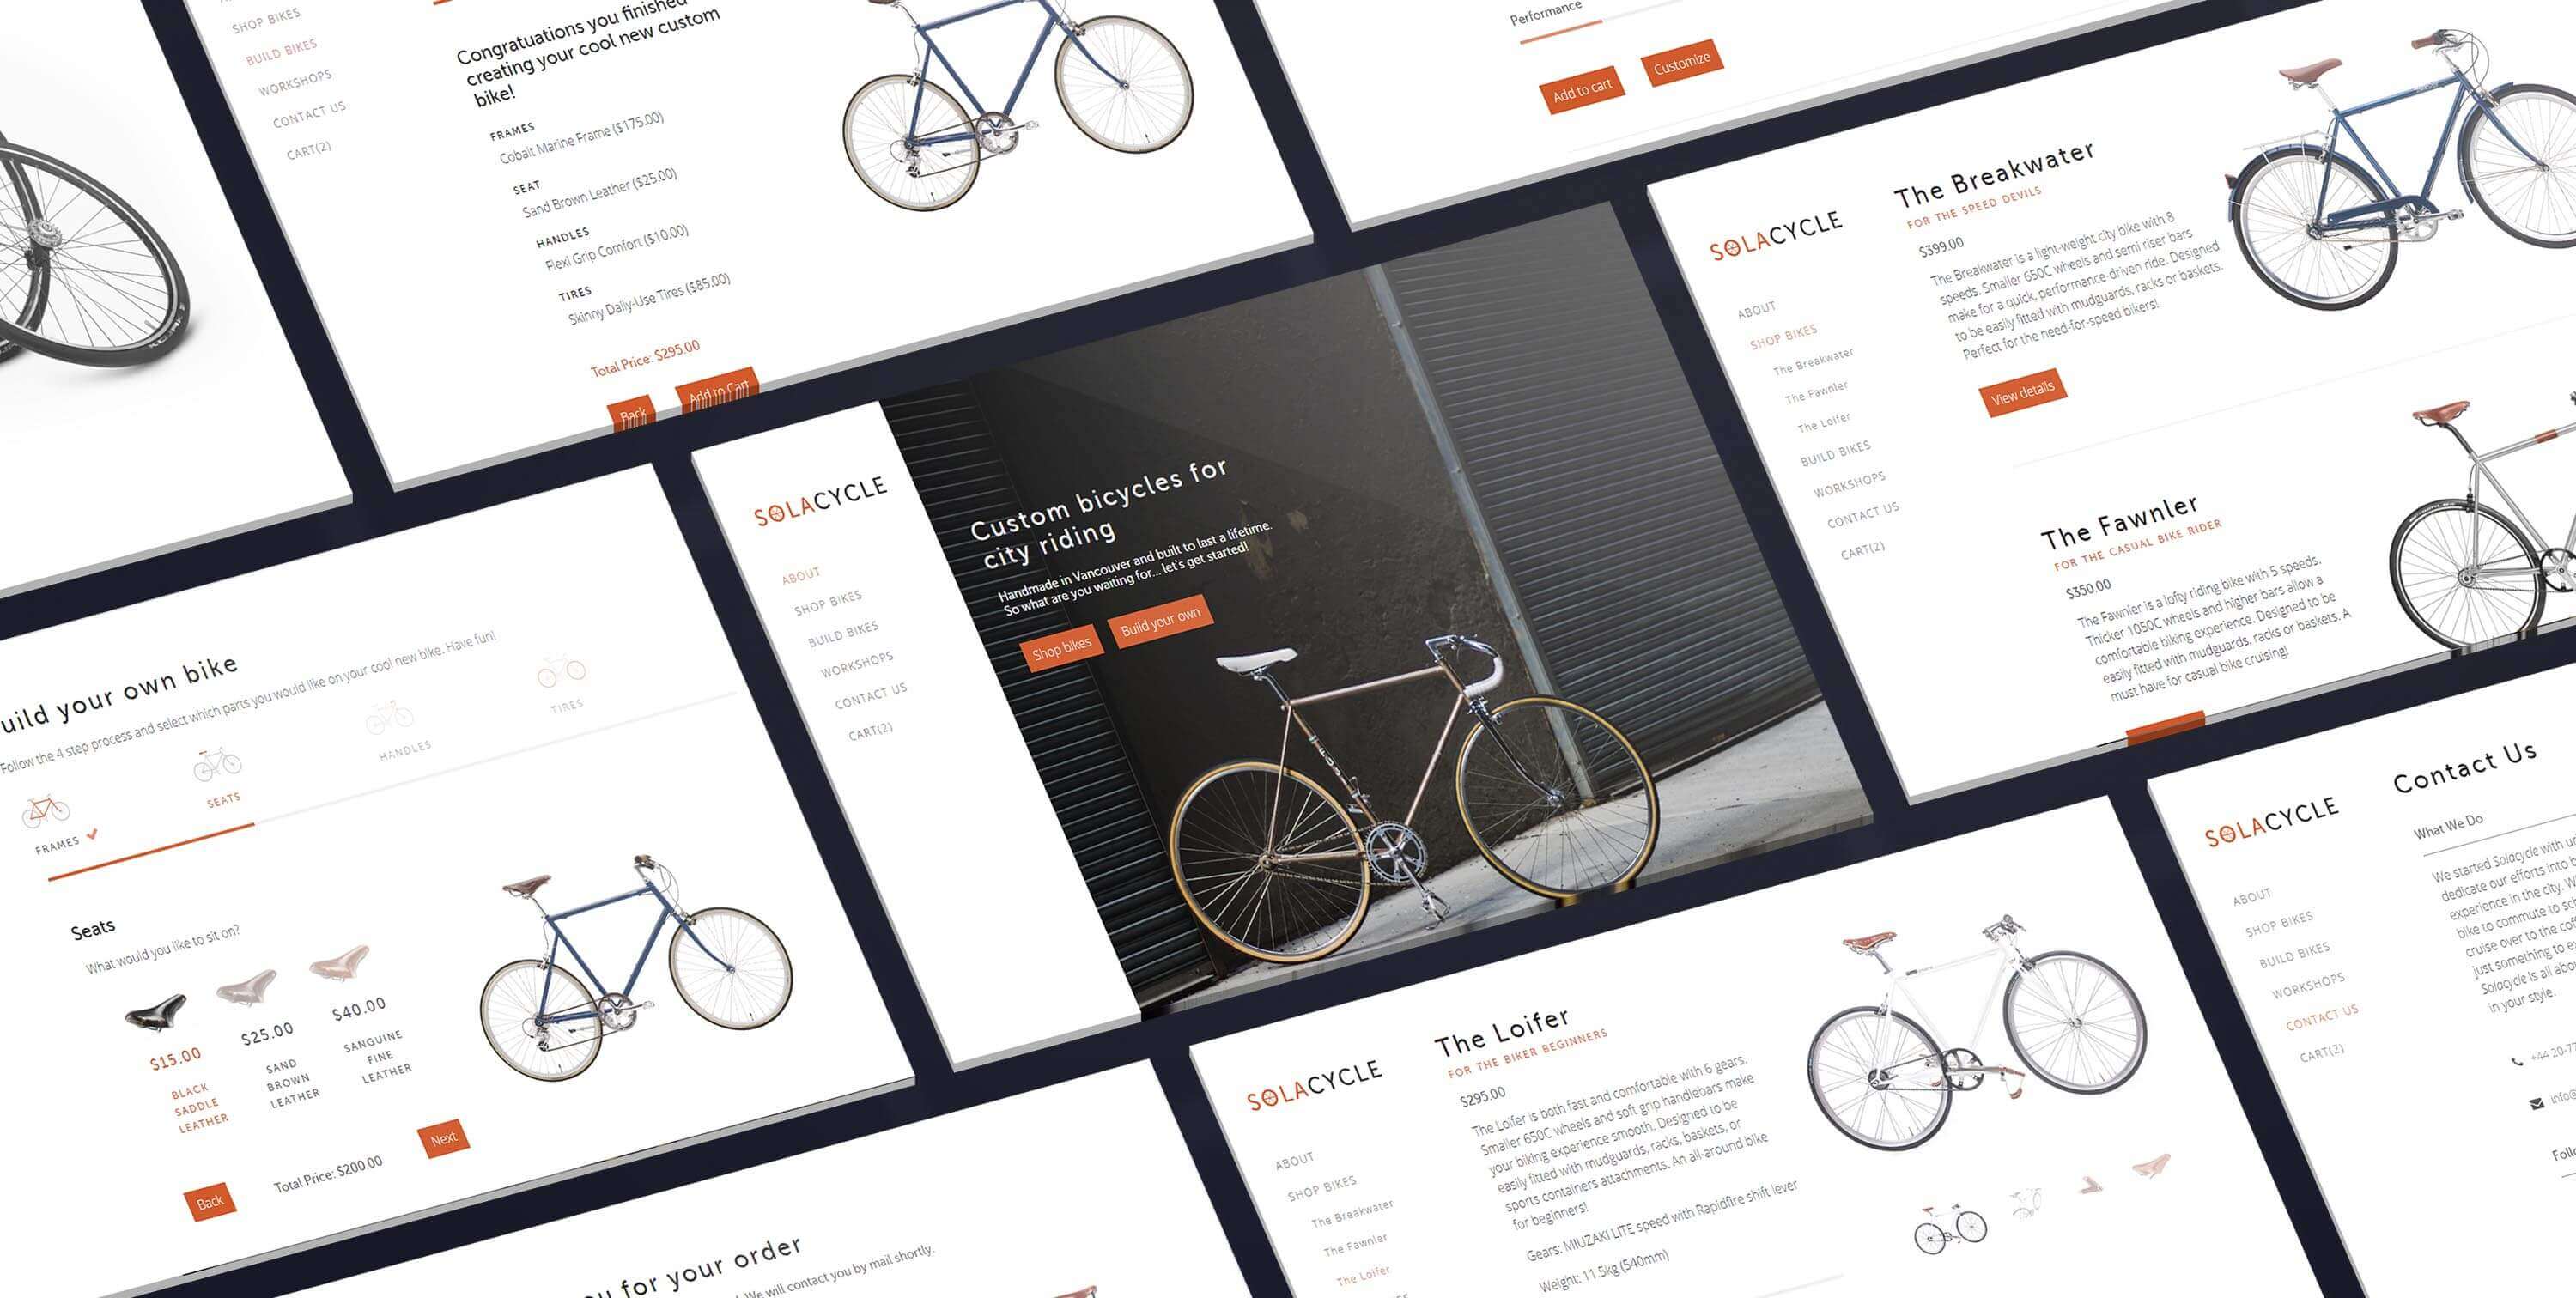 SHOP BIKES
BUILD BIKES
WORKSHOPS
CONTACT US
CART(2)
Congratuations you finished
creating your cool new custom
bike!
FRAMES
Cobalt Marine Frame ($175.00)
SEAT
Sand Brown Leather ($25.00)
HANDLES
Flexi Grip Comfort ($10.00)
TIRES
Skinny Daily-Use Tires ($85.00)
Total Price: $295.00
Back
Add to Cart
Performance
Add to cart
Customize
SOLACYCLE
ABOUT
SHOP BIKES
The Breakwater
The Fawnler
The Loifer
BUILD BIKES
WORKSHOPS
CONTACT US
CART(2)
The Breakwater
FOR THE SPEED DEVILS
$399.00
The Breakwater is a light-weight city bike with 8
speeds. Smaller 650C wheels and semi riser bars
make for a quick, performance-driven ride. Designed
to be easily fitted with mudguards, racks or baskets.
Perfect for the need-for-speed bikers!
View details
The Fawnler
FOR THE CASUAL BIKE RIDER
$350.00
The Fawnler is a lofty riding bike with 5 speeds.
Thicker 1050C wheels and higher bars allow a
comfortable biking experience. Designed to be
easily fitted with mudguards, racks or baskets. A
must have for casual bike cruising!
SOLACYCLE
ABOUT
SHOP BIKES
BUILD BIKES
WORKSHOPS
CONTACT US
CART(2)
Custom bicycles for
city riding
Handmade in Vancouver and built to last a lifetime.
So what are you waiting for... let's get started!
Shop bikes
Build your own
uild your own bike
Follow the 4 step process and select which parts you would like on your cool new bike. Have fun!
FRAMES
SEATS
HANDLES
TIRES
Seats
What would you like to sit on?
$15.00
BLACK
SADDLE
LEATHER
$25.00
SAND
BROWN
LEATHER
$40.00
SANGUINE
FINE
LEATHER
Back
Total Price: $200.00
Next
u for your order
We will contact you by mail shortly.
SOLACYCLE
ABOUT
SHOP BIKES
The Breakwater
The Fawnler
The Loifer
The Loifer
FOR THE BIKER BEGINNERS
$295.00
The Loifer is both fast and comfortable with 6 gears.
Smaller 650C wheels and soft grip handlebars make
your biking experience smooth. Designed to be
easily fitted with mudguards, racks, baskets, or
sports containers attachments. An all-around bike
for beginners!
Gears: MIUZAKI LITE speed with Rapidfire shift lever
Weight: 11.5kg (540mm)
SOLACYCLE
ABOUT
SHOP BIKES
BUILD BIKES
WORKSHOPS
CONTACT US
CART(2)
Contact Us
What We Do
We started Solacycle with
dedicate our efforts into
experience in the city.
bike to commute to
cruise over to the
just something to
Solacycle is all
in your style.
+44 20-7
info@